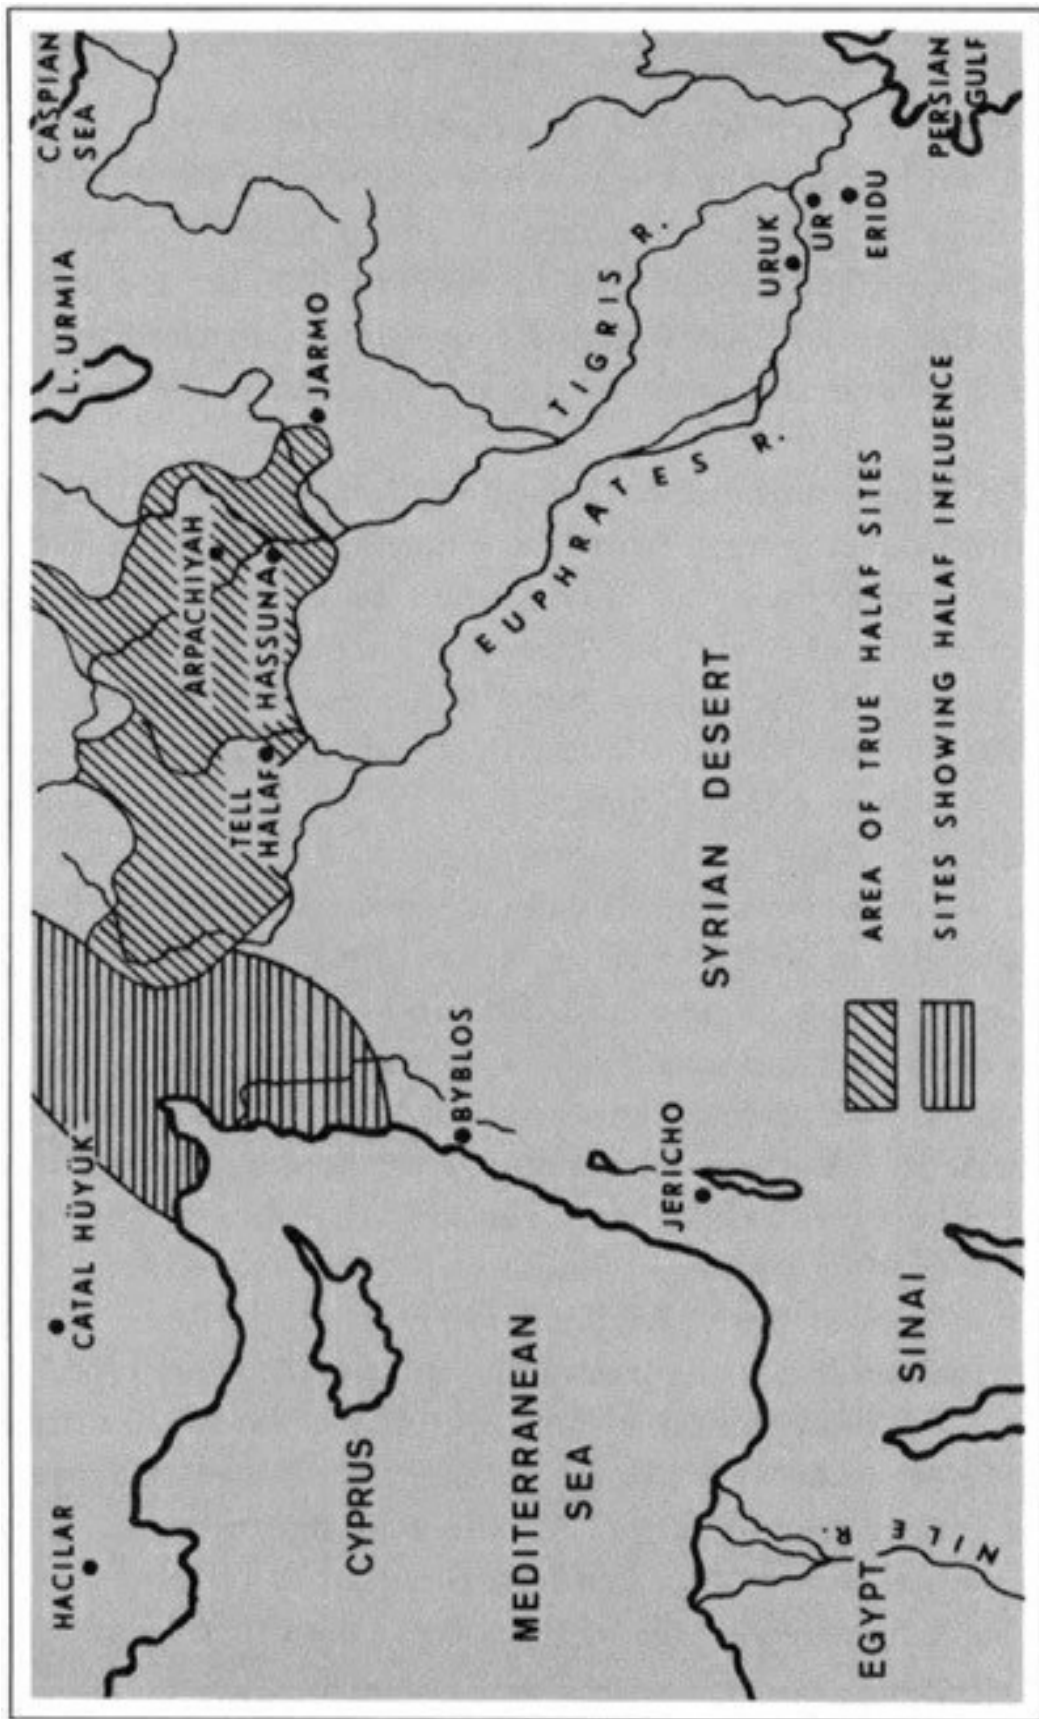 CASPIAN
SEA
L. URMIA
CATAL HÜYÜK
HACILAR
JARMO
ARPACHIYAH
HASSUNA
TELL
HALAF
CYPRUS
BYBLOS
MEDITERRANEAN
SEA
TIGRIS R.
EUPHRATES R.
URUK
UR
ERIDU
PERSIAN
GULF
SYRIAN DESERT
JERICHO
SINAI
EGYPT
NILE R.
AREA OF TRUE HALAF SITES
SITES SHOWING HALAF INFLUENCE